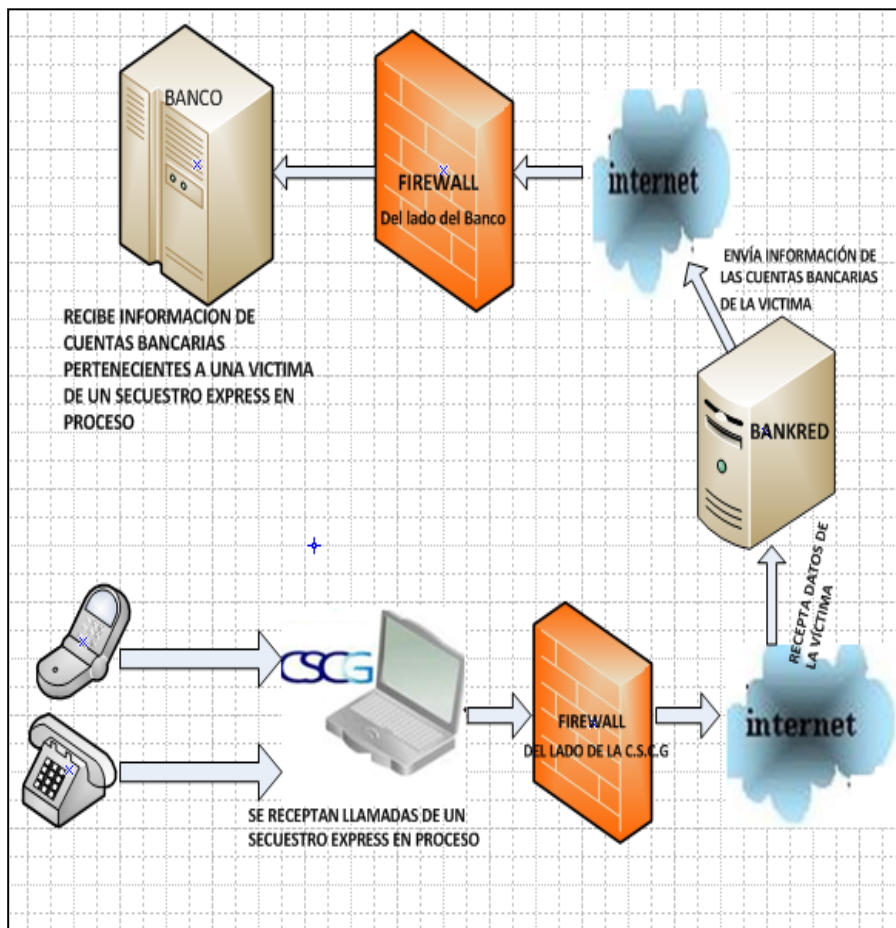 BANCO
FIREWALL
Del lado del Banco
internet
ENVÍA INFORMACIÓN DE
LAS CUENTAS BANCARIAS
DE LA VICTIMA
RECIBE INFORMACIÓN DE
CUENTAS BANCARIAS
PERTENECIENTES A UNA VICTIMA
DE UN SECUESTRO EXPRESS EN
PROCESO
BANKRED
RECEPTA DATOS DE
LA VÍCTIMA
CSCG
FIREWALL
DEL LADO DE LA C.S.C.G
internet
SE RECEPTAN LLAMADAS DE UN
SECUESTRO EXPRESS EN PROCESO